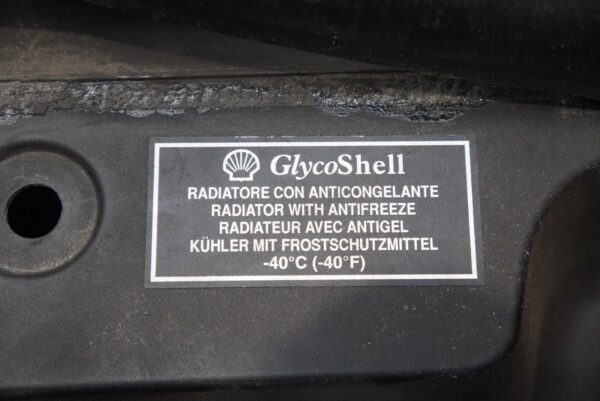 GlycoShell
RADIATORE CON ANTICONGELANTE
RADIATOR WITH ANTIFREEZE
RADIATEUR AVEC ANTIGEL
KÜHLER MIT FROSTSCHUTZMITTEL
-40°C (-40°F)